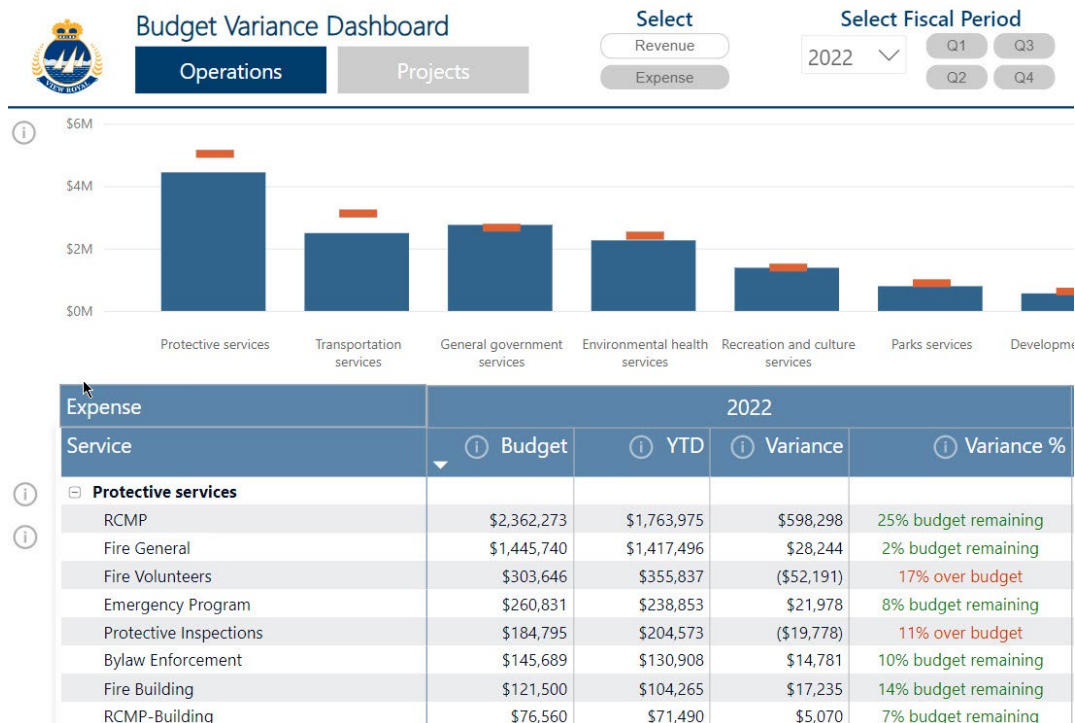 Budget Variance Dashboard
Operations
Projects
Select
Revenue
Expense
Select Fiscal Period
2022
Q1 Q3
Q2 Q4
VIEW ROYAL
$6M
$4M
$2M
$0M
Protective services
Transportation
services
General government
services
Environmental health
services
Recreation and culture
services
Parks services
Developme
Expense 2022
Service Budget YTD Variance Variance %
Protective services
RCMP $2,362,273 $1,763,975 $598,298 25% budget remaining
Fire General $1,445,740 $1,417,496 $28,244 2% budget remaining
Fire Volunteers $303,646 $355,837 ($52,191) 17% over budget
Emergency Program $260,831 $238,853 $21,978 8% budget remaining
Protective Inspections $184,795 $204,573 ($19,778) 11% over budget
Bylaw Enforcement $145,689 $130,908 $14,781 10% budget remaining
Fire Building $121,500 $104,265 $17,235 14% budget remaining
RCMP-Building $76,560 $71,490 $5,070 7% budget remaining